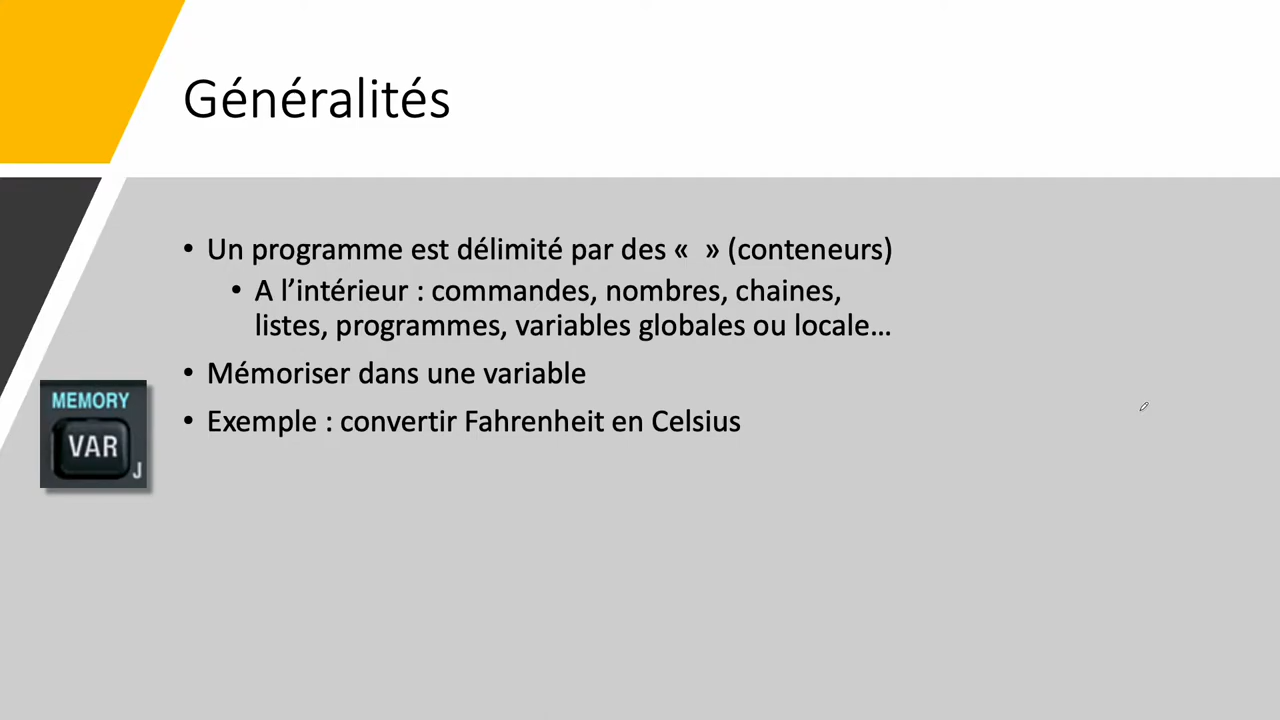 Généralités
• Un programme est délimité par des «  » (conteneurs)
• A l’intérieur : commandes, nombres, chaines,
listes, programmes, variables globales ou locale…
• Mémoriser dans une variable
MEMORY
VAR
J
• Exemple : convertir Fahrenheit en Celsius